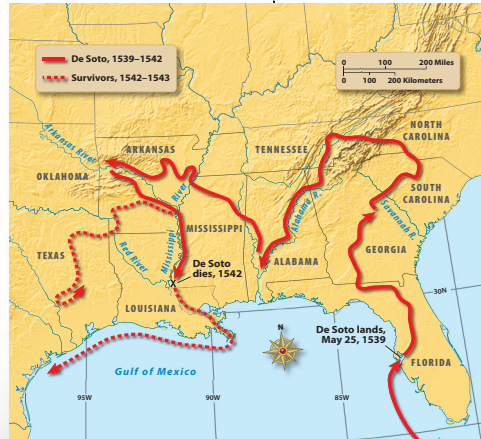 De Soto, 1539–1542
Survivors, 1542–1543
0 100 200 Miles
0 100 200 Kilometers
NORTH
CAROLINA
Arkansas River
ARKANSAS
TENNESSEE
OKLAHOMA
SOUTH
CAROLINA
River
Alabama R.
Savannah R.
MISSISSIPPI
Mississippi
TEXAS
Red River
GEORGIA
ALABAMA
De Soto
dies, 1542
X
30N
LOUISIANA
N
De Soto lands,
May 25, 1539
FLORIDA
Gulf of Mexico
95W
90W
85W